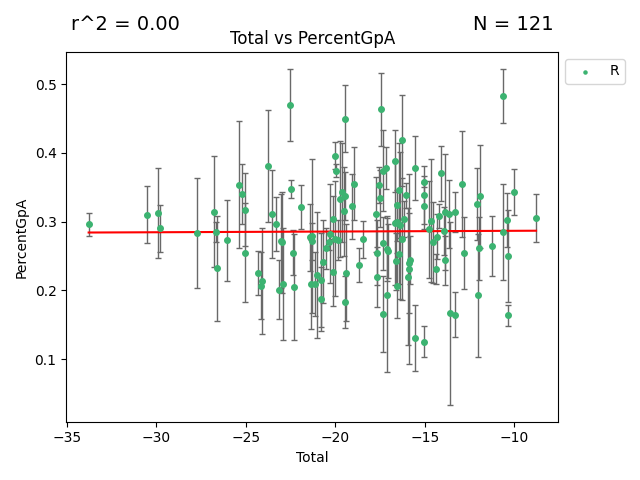 r^2 = 0.00
N = 121
Total vs PercentGpA
R
PercentGpA
0.5
0.4
0.3
0.2
0.1
−35
−30
−25
−20
−15
−10
Total